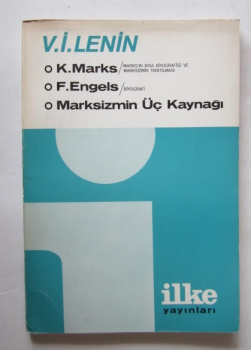 V.İ.LENİN
K.Marks/MARKS'IN KISA BİYOGRAFİSİ VE
MARKSİZMİN TANITILMASI
F.Engels/BİYOGRAFİ
Marksizmin Üç Kaynağı
ilke
yayınları